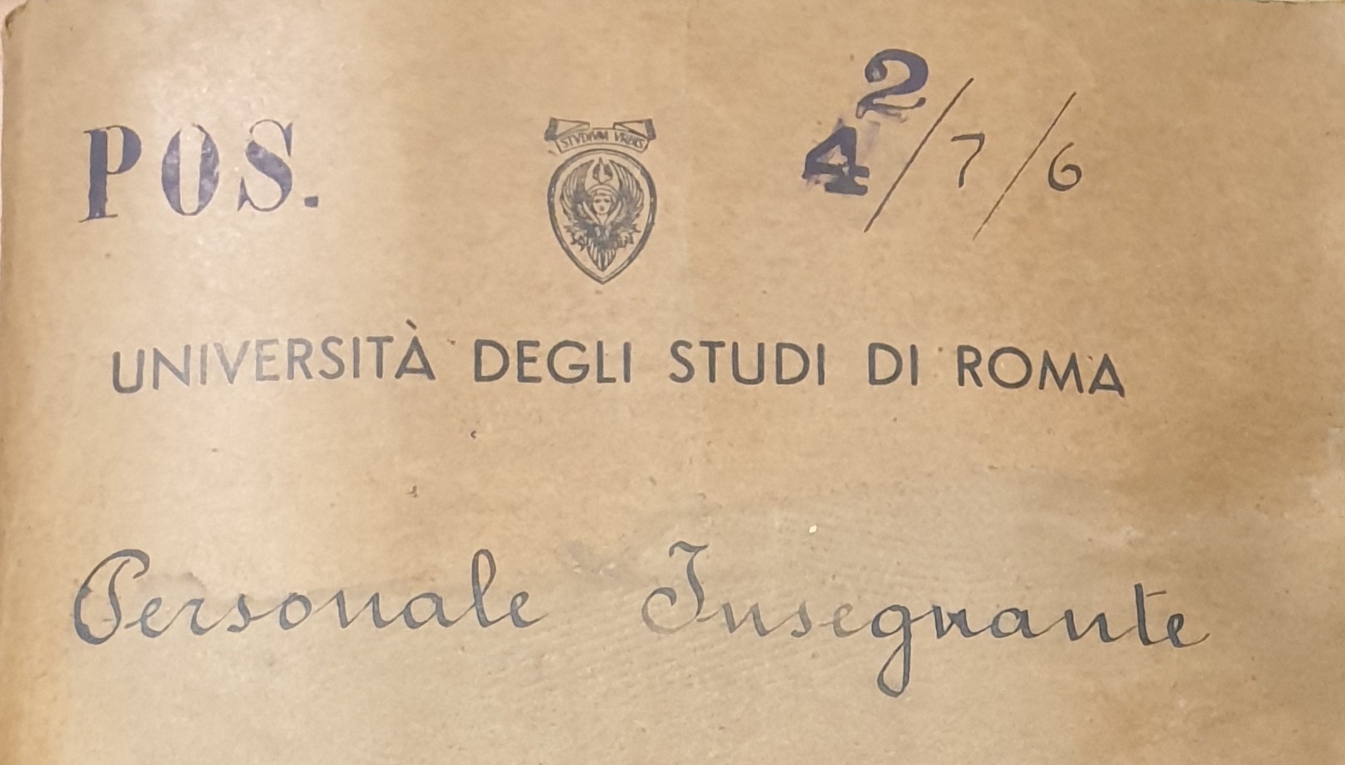 POS. 4 2/7/6
STVDIVM VRBIS
UNIVERSITÀ DEGLI STUDI DI ROMA
Personale Insegnante